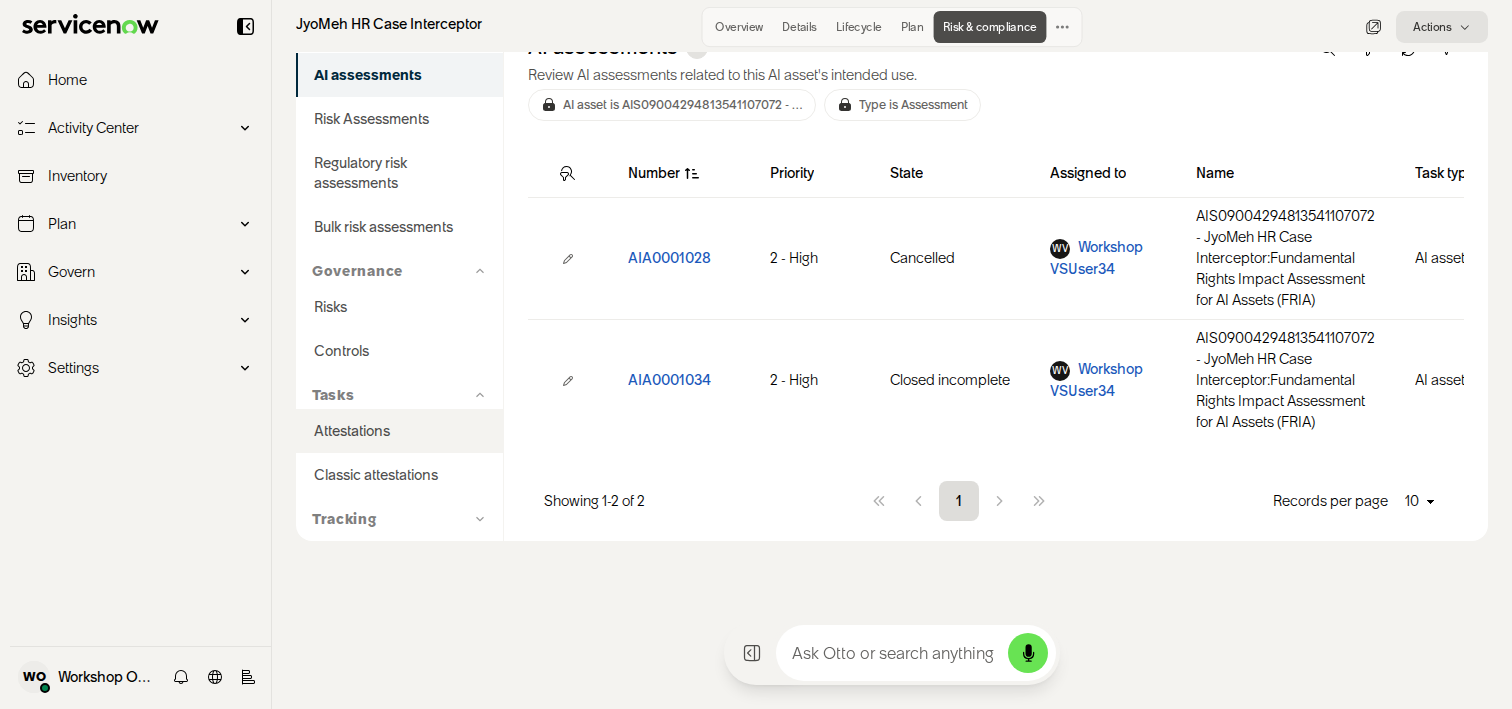 servicenow
JyoMeh HR Case Interceptor
Overview
Details
Lifecycle
Plan
Risk & compliance
Actions
Home
Activity Center
Inventory
Plan
Govern
Insights
Settings
WO
Workshop O...
AI assessments
Risk Assessments
Regulatory risk
assessments
Bulk risk assessments
Governance
Risks
Controls
Tasks
Attestations
Classic attestations
Tracking
AI assessments
Review AI assessments related to this AI asset's intended use.
AI asset is AIS09004294813541107072 - ...
Type is Assessment
Number
Priority
State
Assigned to
Name
Task typ
AIA0001028
2 - High
Cancelled
WV Workshop
VSUser34
AIS09004294813541107072
- JyoMeh HR Case
Interceptor:Fundamental
Rights Impact Assessment
for AI Assets (FRIA)
AI asset
AIA0001034
2 - High
Closed incomplete
WV Workshop
VSUser34
AIS09004294813541107072
- JyoMeh HR Case
Interceptor:Fundamental
Rights Impact Assessment
for AI Assets (FRIA)
AI asset
Showing 1-2 of 2
1
Records per page 10
Ask Otto or search anything